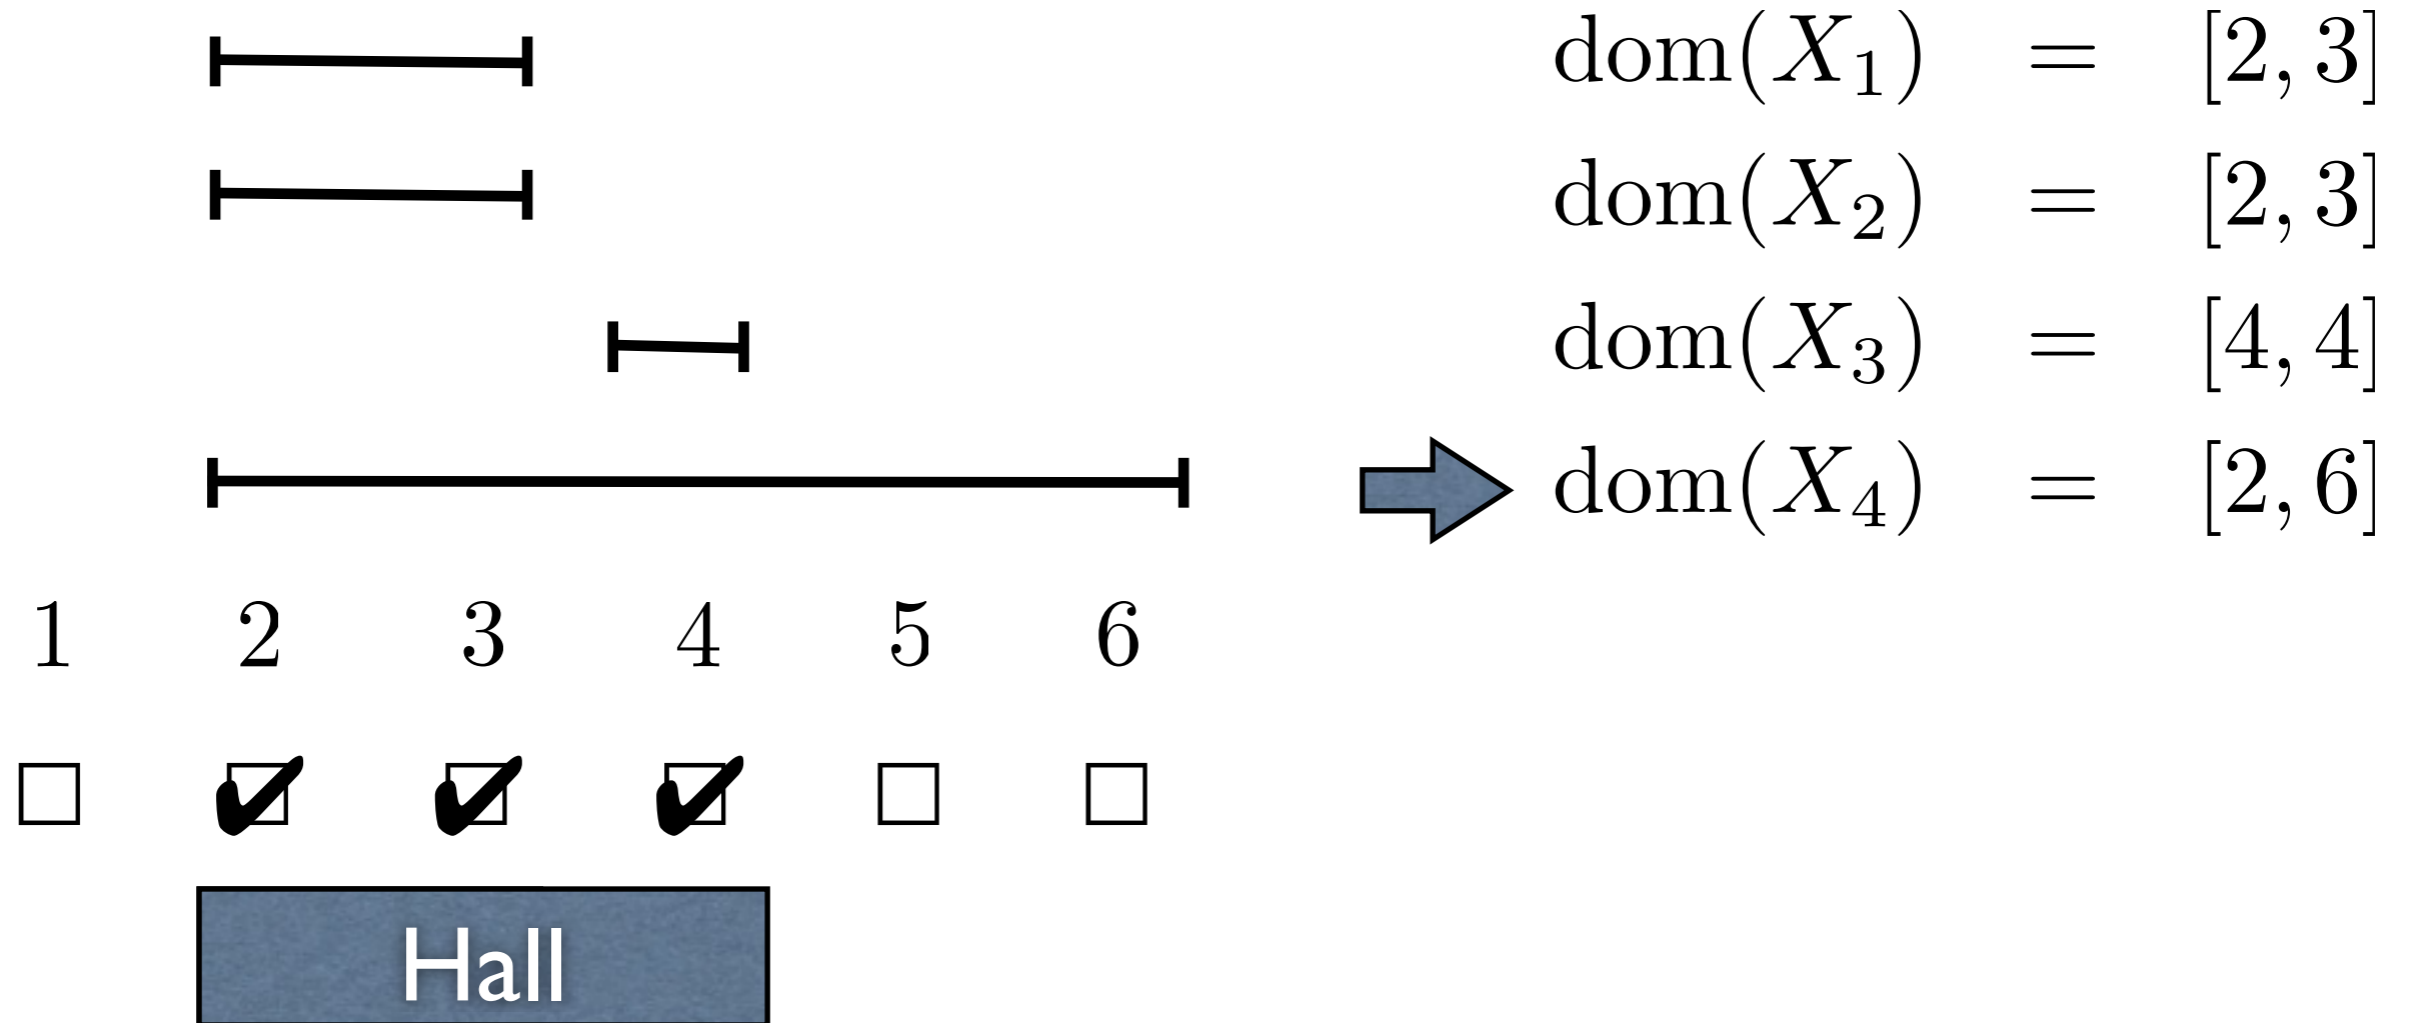 dom(X₁) = [2, 3]
dom(X₂) = [2, 3]
dom(X₃) = [4, 4]
dom(X₄) = [2, 6]
1 2 3 4 5 6
Hall